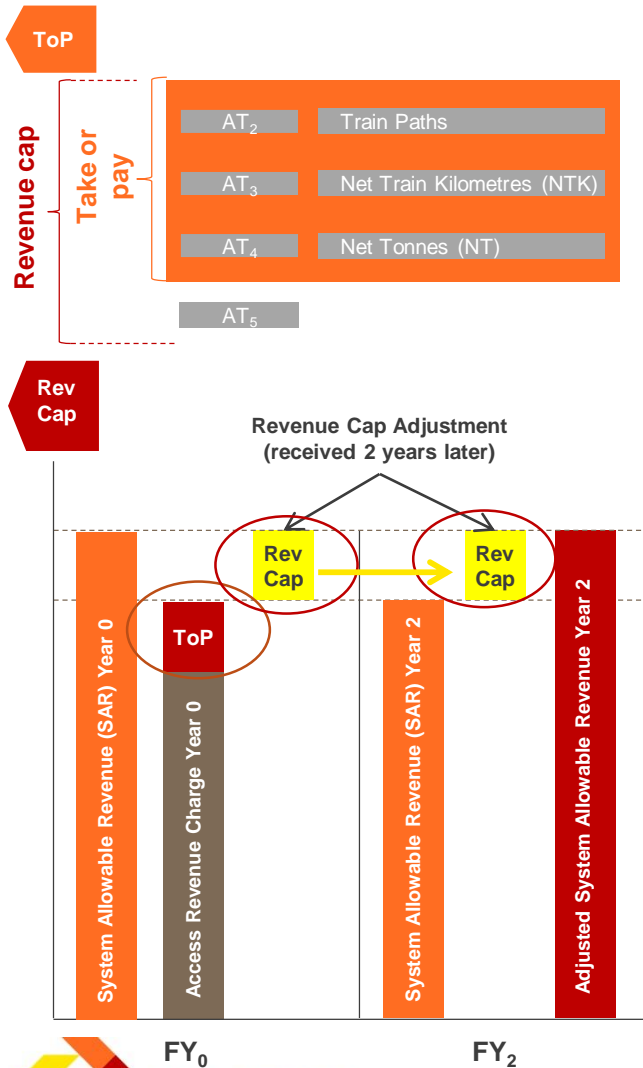 ToP
Revenue cap
Take or
pay
AT₂ Train Paths
AT₃ Net Train Kilometres (NTK)
AT₄ Net Tonnes (NT)
AT₅
Rev
Cap
Revenue Cap Adjustment
(received 2 years later)
System Allowable Revenue (SAR) Year 0
ToP
Access Revenue Charge Year 0
Rev
Cap
System Allowable Revenue (SAR) Year 2
Rev
Cap
Adjusted System Allowable Revenue Year 2
FY₀ FY₂